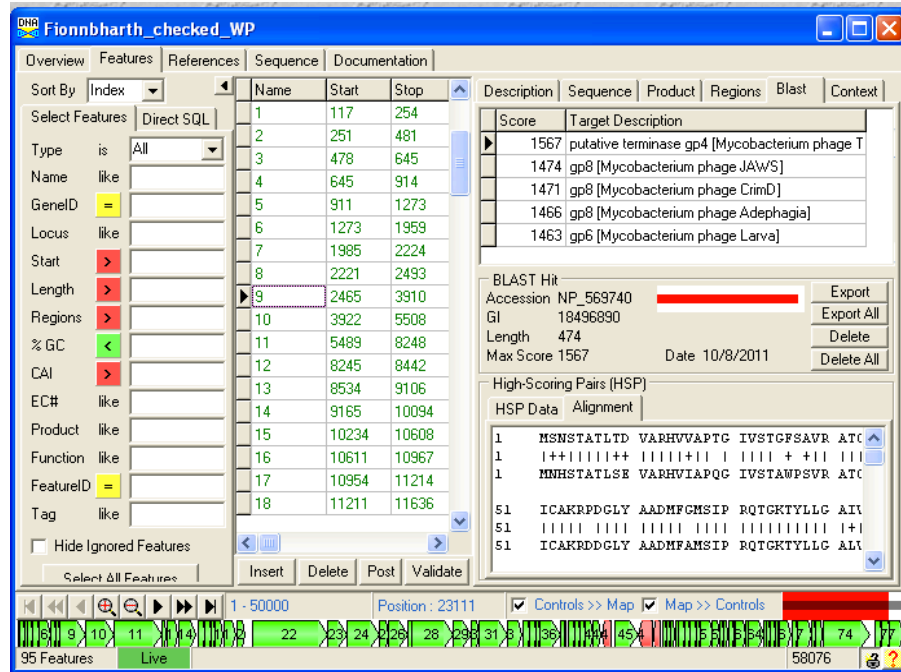 DNA Fionnbharth_checked_WP
Overview Features References Sequence Documentation
Sort By Index
Select Features Direct SQL
Type is All
Name like
GeneID =
Locus like
Start >
Length >
Regions >
% GC <
CAI >
EC# like
Product like
Function like
FeatureID =
Tag like
Hide Ignored Features
Select All Features
Name Start Stop
1 117 254
2 251 481
3 478 645
4 645 914
5 911 1273
6 1273 1959
7 1985 2224
8 2221 2493
9 2465 3910
10 3922 5508
11 5489 8248
12 8245 8442
13 8534 9106
14 9165 10094
15 10234 10608
16 10611 10967
17 10954 11214
18 11211 11636
Insert Delete Post Validate
Description Sequence Product Regions Blast Context
Score Target Description
1567 putative terminase gp4 [Mycobacterium phage T
1474 gp8 [Mycobacterium phage JAWS]
1471 gp8 [Mycobacterium phage CrimD]
1466 gp8 [Mycobacterium phage Adephagia]
1463 gp6 [Mycobacterium phage Larva]
BLAST Hit
Accession NP_569740
GI 18496890
Length 474
Max Score 1567 Date 10/8/2011
Export
Export All
Delete
Delete All
High-Scoring Pairs (HSP)
HSP Data Alignment
1 MSNSTATLTD VARHVVAPTG IVSTGFSAVR ATC
1 |++|||||++ |||||+|| | |||| + +|| |||
1 MNHSTATLSE VARHVIAPQG IVSTAWPSVR ATC
51 ICAKRPDGLY AADMFGMSIP RQTGKTYLLG AIV
51 ||||| |||| ||||| |||| |||||||||| |+|
51 ICAKRDDGLY AADMFAMSIP RQTGKTYLLG ALV
1 - 50000 Position : 23111 Controls >> Map Map >> Controls
9 10 11 22 24 28 31 45 74
95 Features Live 58076